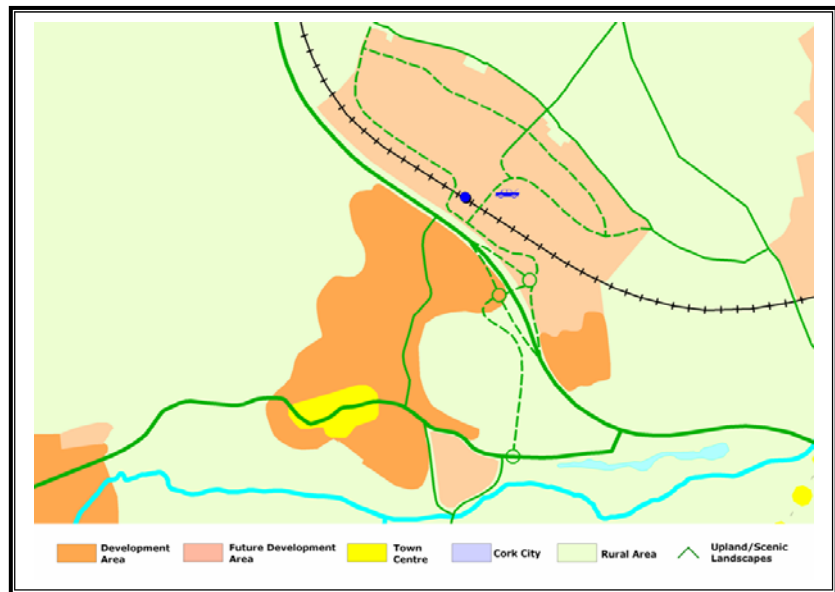 Development
Area
Future Development
Area
Town
Centre
Cork City
Rural Area
Upland/Scenic
Landscapes